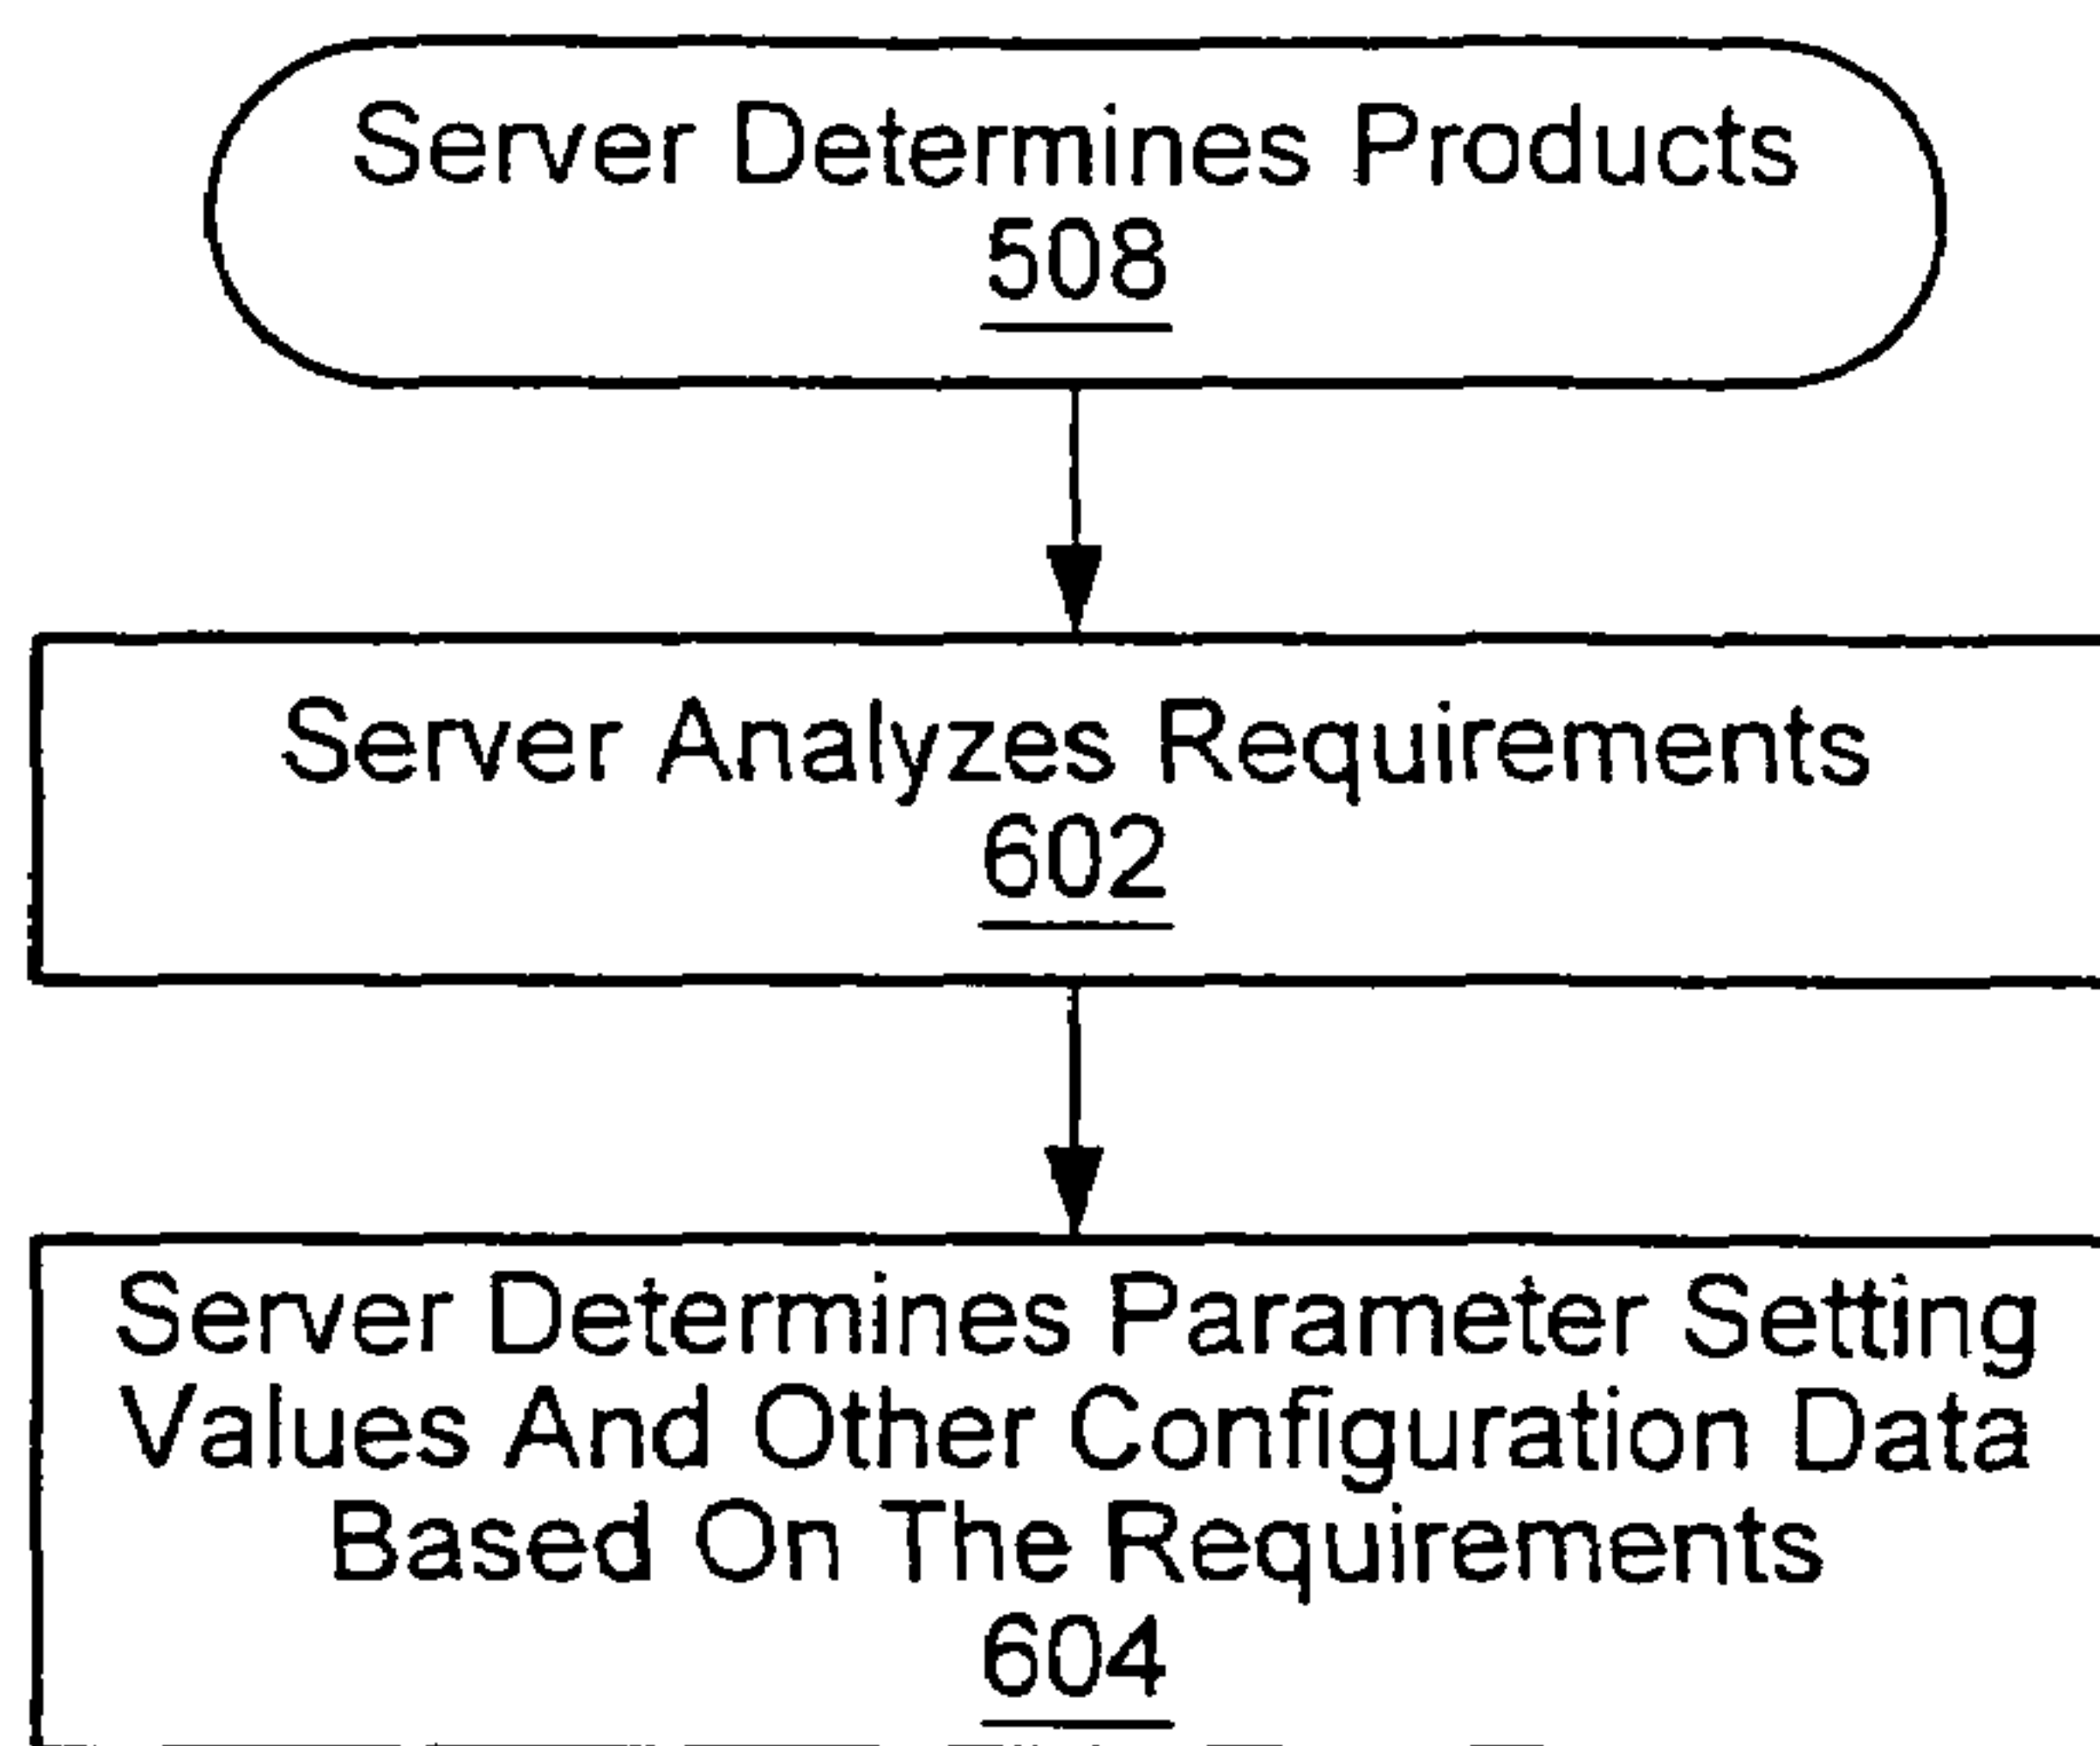 Server Determines Products
508
Server Analyzes Requirements
602
Server Determines Parameter Setting
Values And Other Configuration Data
Based On The Requirements
604